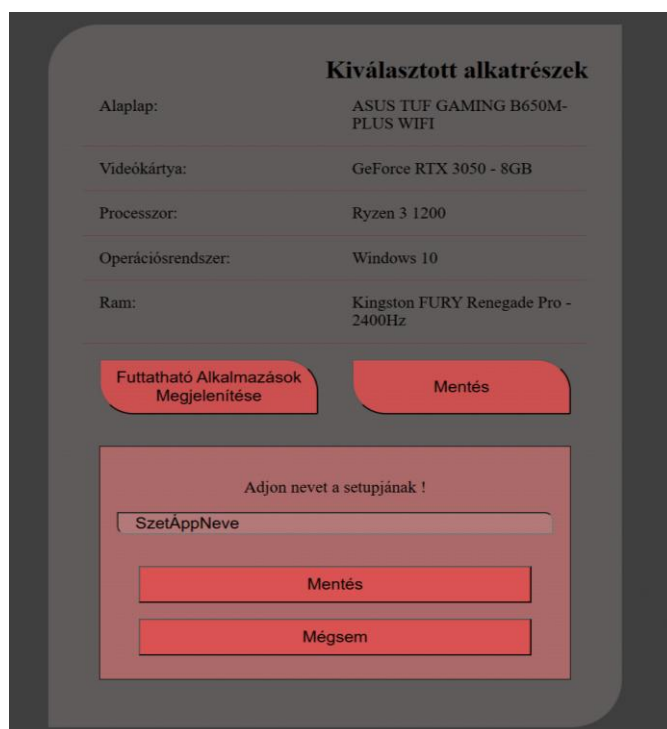 Kiválasztott alkatrészek
Alaplap:
ASUS TUF GAMING B650M-
PLUS WIFI
Videókártya:
GeForce RTX 3050 - 8GB
Processzor:
Ryzen 3 1200
Operációsrendszer:
Windows 10
Ram:
Kingston FURY Renegade Pro -
2400Hz
Futtatható Alkalmazások
Megjelenítése
Mentés
Adjon nevet a setupjának !
SzetÁppNeve
Mentés
Mégsem